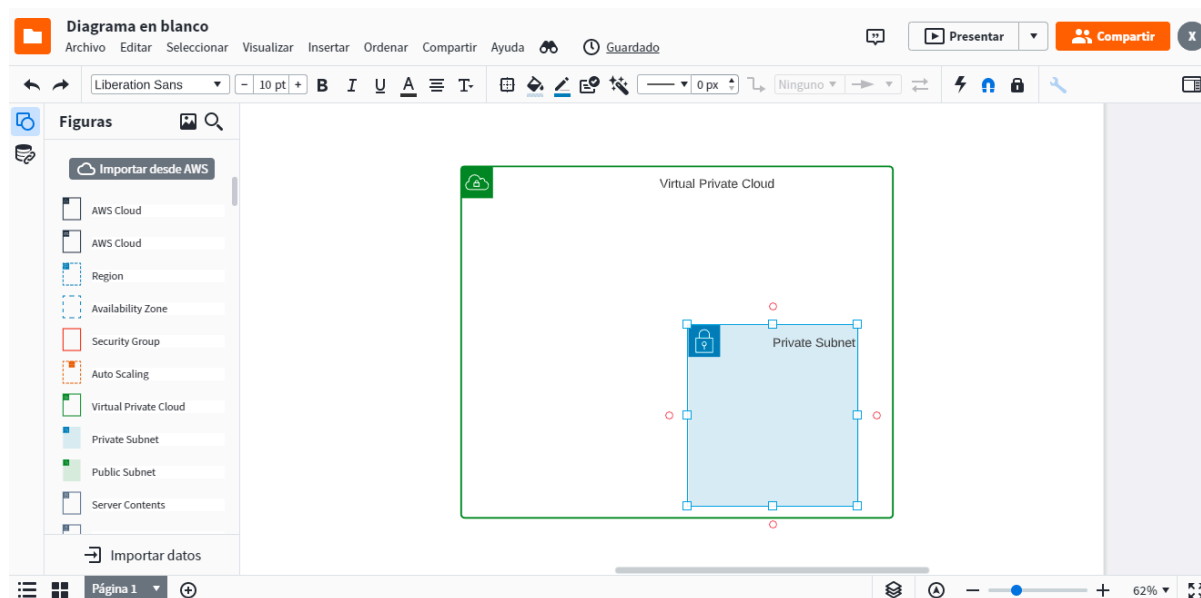 Diagrama en blanco
Archivo Editar Seleccionar Visualizar Insertar Ordenar Compartir Ayuda Guardado
Presentar
Compartir
X
Liberation Sans
10 pt
B I U A T
0 px
Ninguno
Figuras
Importar desde AWS
AWS Cloud
AWS Cloud
Region
Availability Zone
Security Group
Auto Scaling
Virtual Private Cloud
Private Subnet
Public Subnet
Server Contents
Importar datos
Virtual Private Cloud
Private Subnet
Página 1
62%